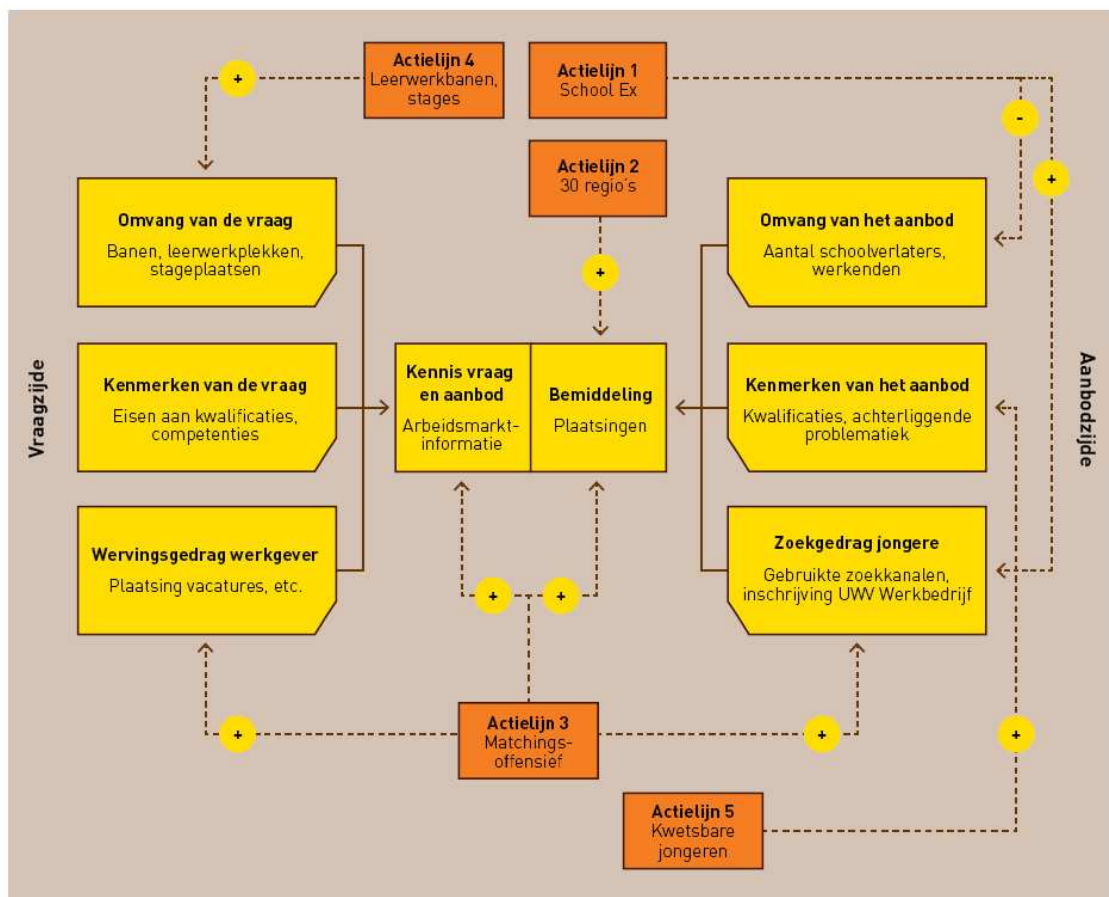 Actielijn 4
Leerwerkbanen,
stages
Actielijn 1
School Ex
+
-
Actielijn 2
30 regio's
+
Omvang van de vraag
Banen, leerwerkplekken,
stageplaatsen
Omvang van het aanbod
Aantal schoolverlaters,
werkenden
+
Vraagzijde
Kenmerken van de vraag
Eisen aan kwalificaties,
competenties
Kennis vraag
en aanbod
Arbeidsmarkt-
informatie
Bemiddeling
Plaatsingen
Kenmerken van het aanbod
Kwalificaties, achterliggende
problematiek
Aanbodzijde
Wervingsgedrag werkgever
Plaatsing vacatures, etc.
+
+
Zoekgedrag jongere
Gebruikte zoekkanalen,
inschrijving UWV Werkbedrijf
+
Actielijn 3
Matchings-
offensief
+
+
Actielijn 5
Kwetsbare
jongeren